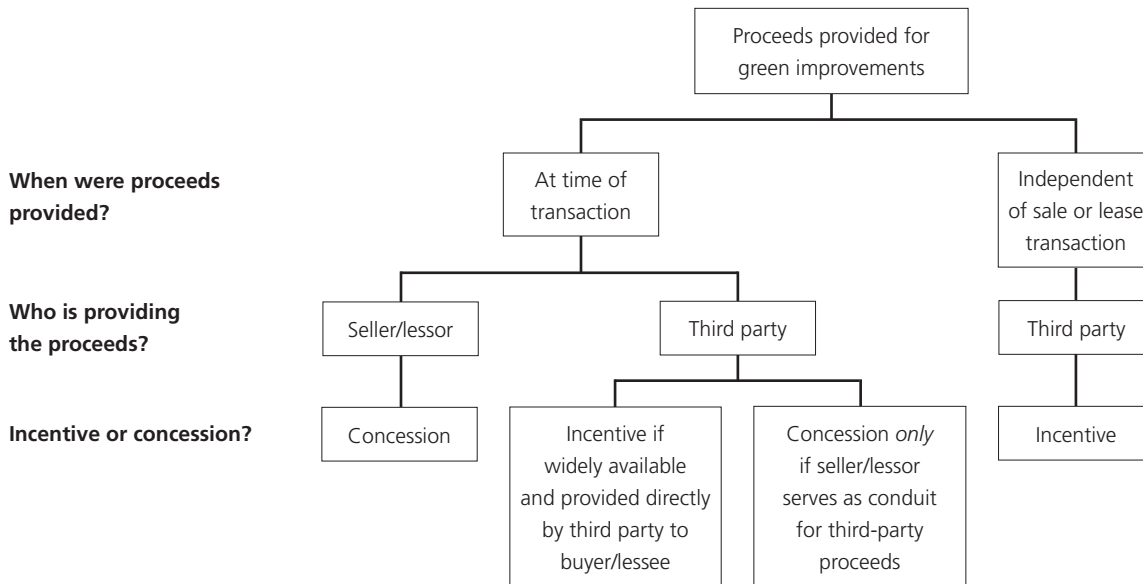 Proceeds provided for
green improvements
When were proceeds
provided?
At time of
transaction
Independent
of sale or lease
transaction
Who is providing
the proceeds?
Seller/lessor
Third party
Third party
Incentive or concession?
Concession
Incentive if
widely available
and provided directly
by third party to
buyer/lessee
Concession only
if seller/lessor
serves as conduit
for third-party
proceeds
Incentive